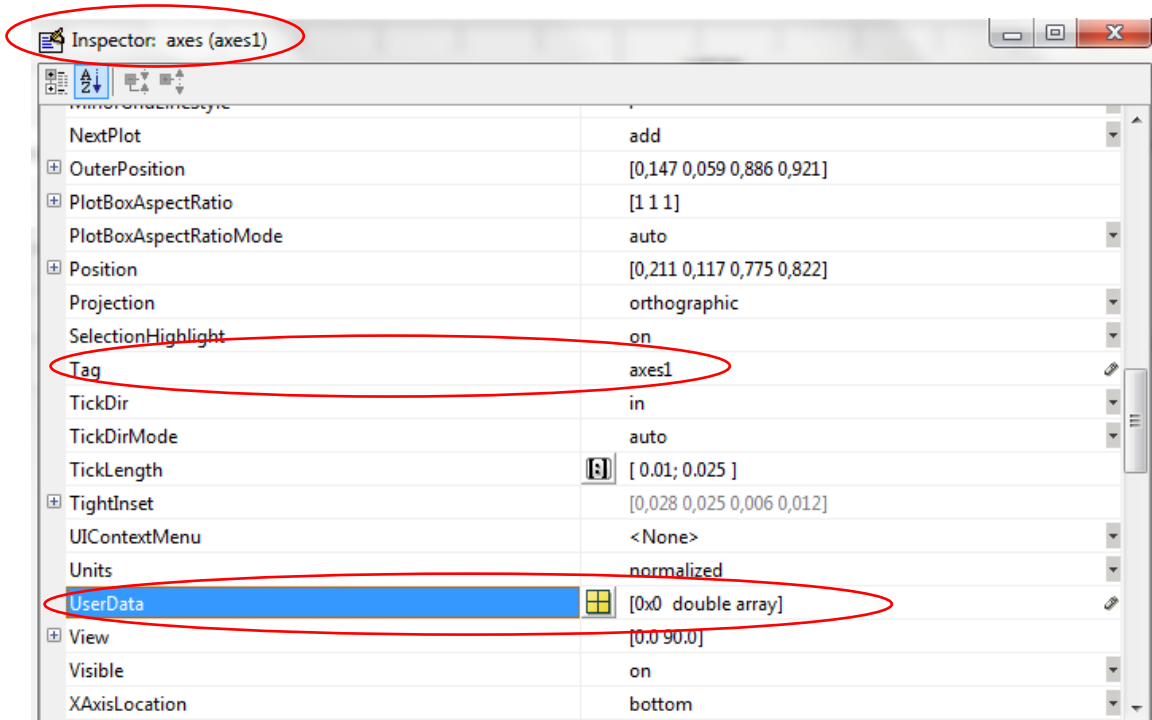 Inspector: axes (axes1)
MinorGridLineStyle
NextPlot add
OuterPosition [0,147 0,059 0,886 0,921]
PlotBoxAspectRatio [1 1 1]
PlotBoxAspectRatioMode auto
Position [0,211 0,117 0,775 0,822]
Projection orthographic
SelectionHighlight on
Tag axes1
TickDir in
TickDirMode auto
TickLength [ 0.01; 0.025 ]
TightInset [0,028 0,025 0,006 0,012]
UIContextMenu <None>
Units normalized
UserData [0x0 double array]
View [0.0 90.0]
Visible on
XAxisLocation bottom